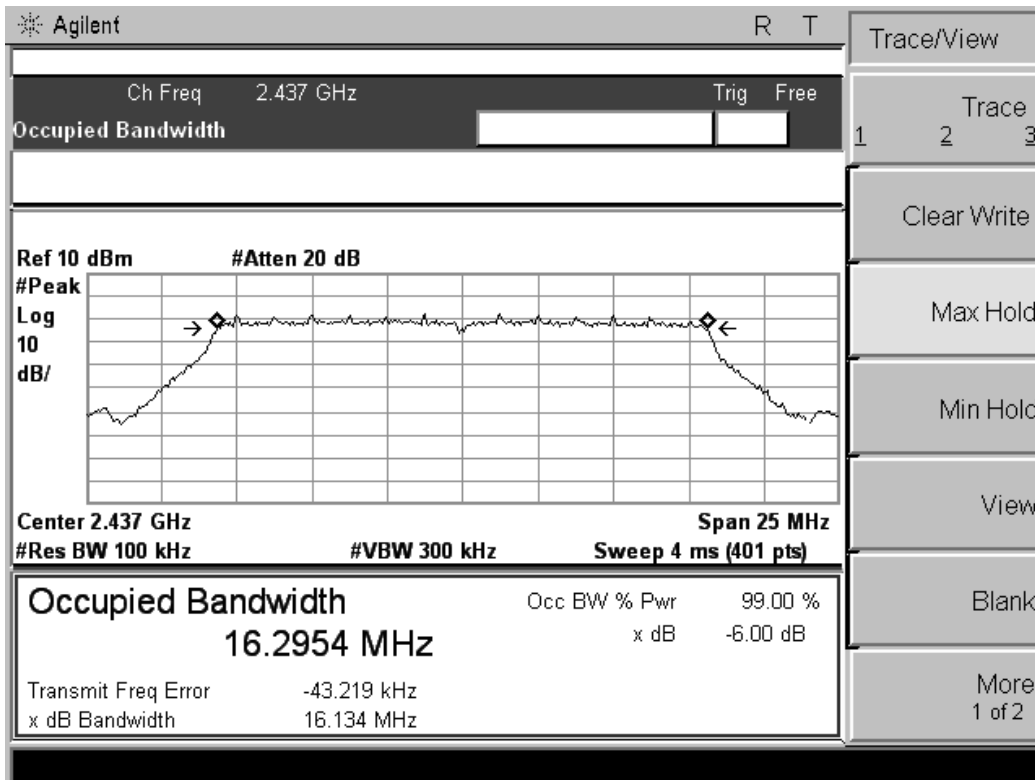 Agilent R T
Trace/View
Ch Freq 2.437 GHz Trig Free
Occupied Bandwidth
Trace
1 2 3
Clear Write
Max Hold
Min Hold
View
Blank
More
1 of 2
Ref 10 dBm #Atten 20 dB
#Peak
Log
10
dB/
Center 2.437 GHz Span 25 MHz
#Res BW 100 kHz #VBW 300 kHz Sweep 4 ms (401 pts)
Occupied Bandwidth Occ BW % Pwr 99.00 %
16.2954 MHz x dB -6.00 dB
Transmit Freq Error -43.219 kHz
x dB Bandwidth 16.134 MHz